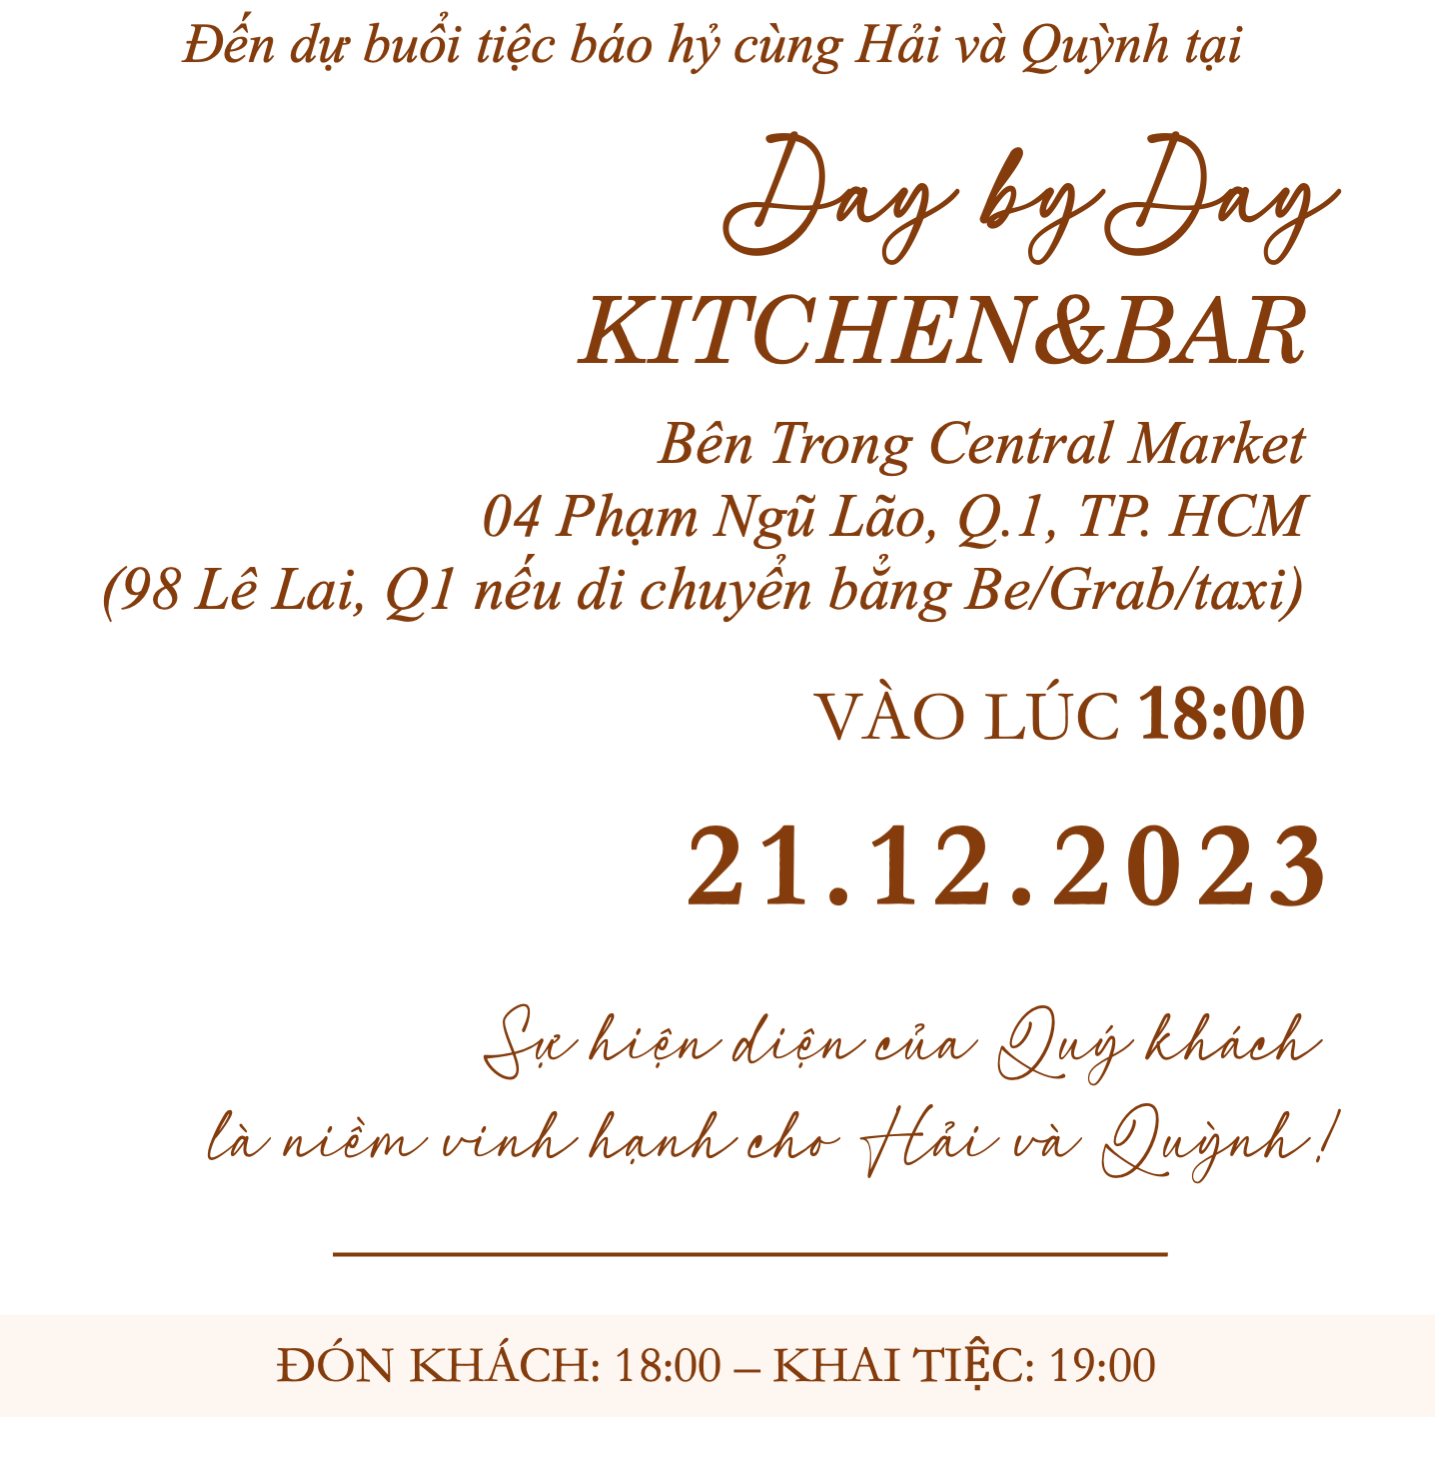 Đến dự buổi tiệc báo hỷ cùng Hải và Quỳnh tại
Day by Day
KITCHEN&BAR
Bên Trong Central Market
04 Phạm Ngũ Lão, Q.1, TP. HCM
(98 Lê Lai, Q1 nếu di chuyển bằng Be/Grab/taxi)
VÀO LÚC 18:00
21.12.2023
Sự hiện diện của Quý khách
là niềm vinh hạnh cho Hải và Quỳnh!
ĐÓN KHÁCH: 18:00 – KHAI TIỆC: 19:00